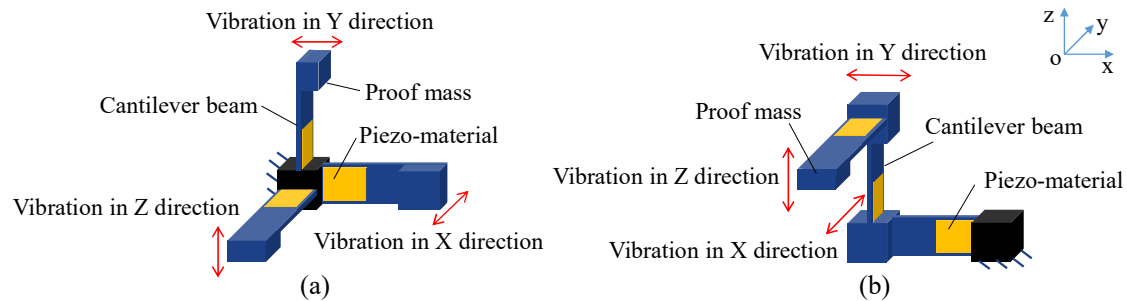 Vibration in Y direction
Proof mass
Cantilever beam
Piezo-material
Vibration in Z direction
Vibration in X direction
(a)
Vibration in Y direction
Proof mass
Cantilever beam
Vibration in Z direction
Piezo-material
Vibration in X direction
(b)
z
y
o
x